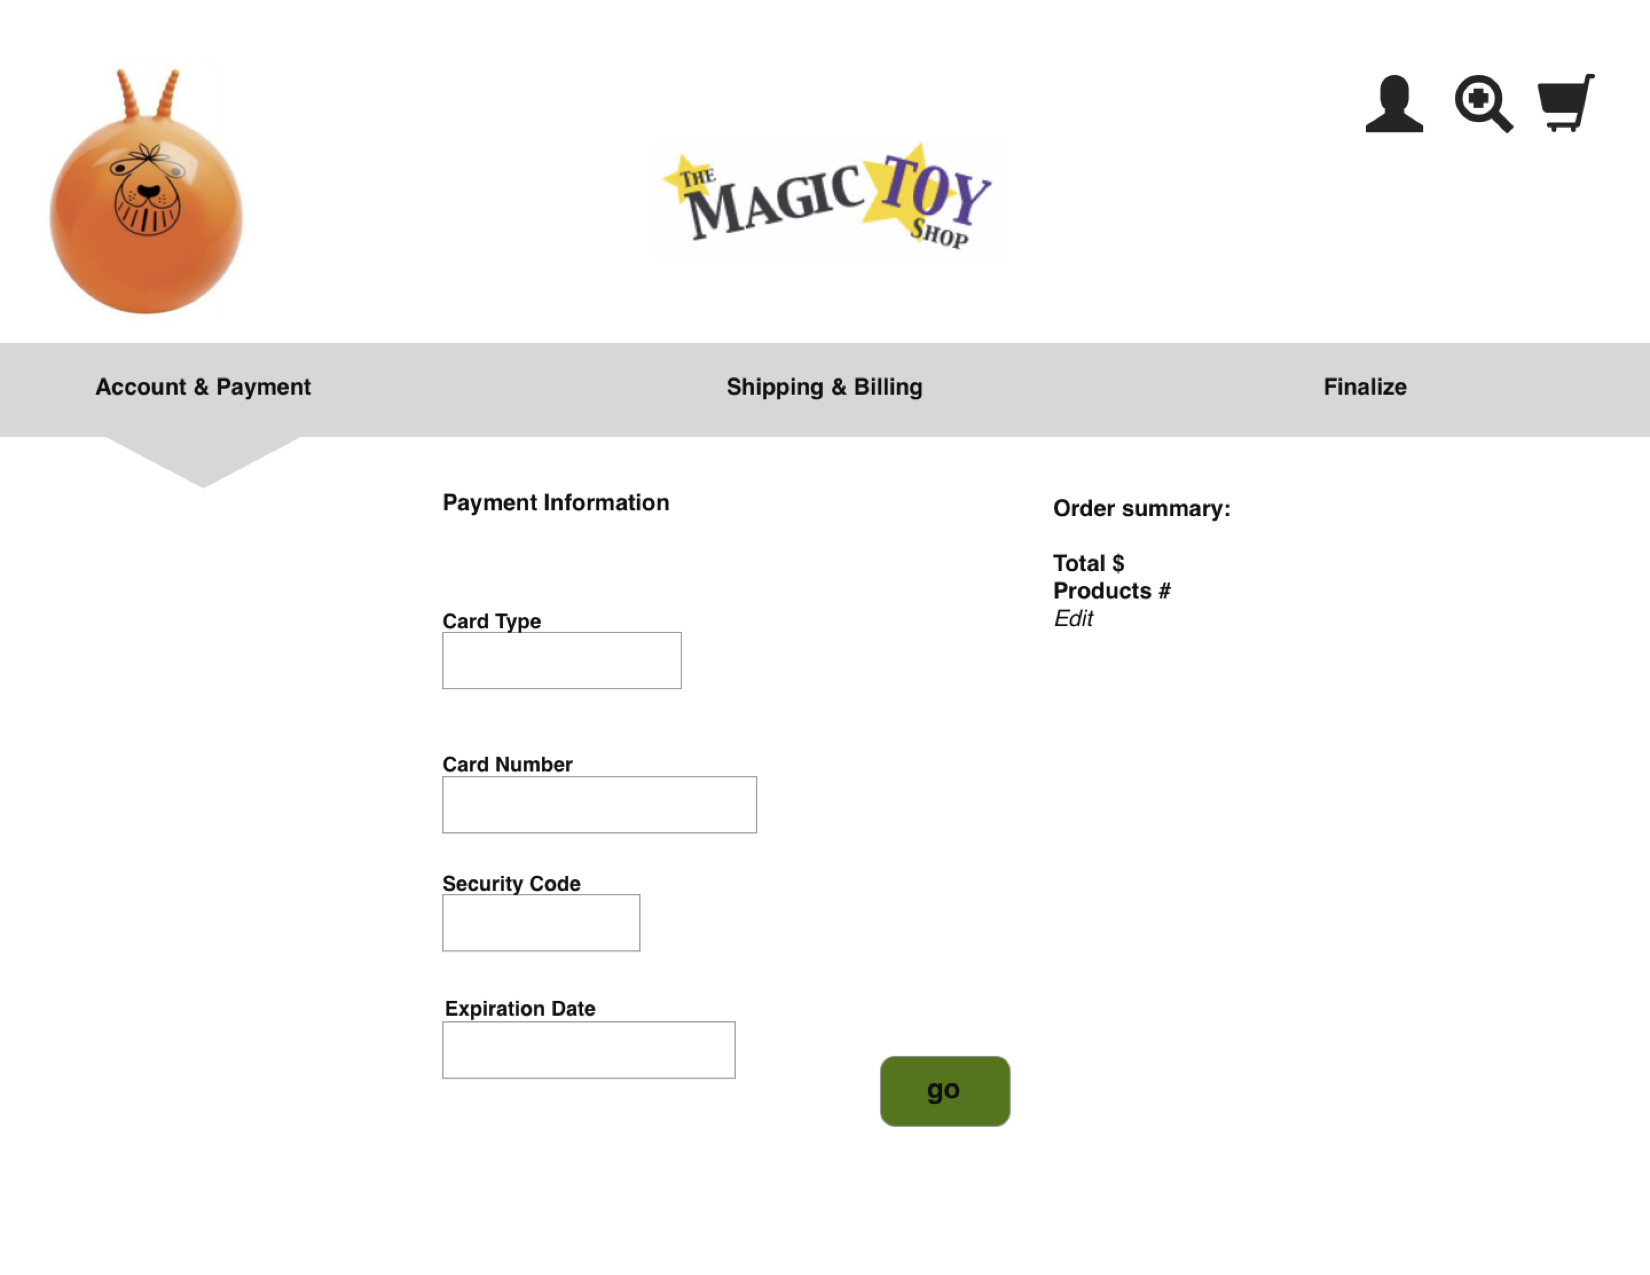 THE
MAGIC TOY
SHOP
Account & Payment
Shipping & Billing
Finalize
Payment Information
Order summary:
Total $
Products #
Edit
Card Type
Card Number
Security Code
Expiration Date
go